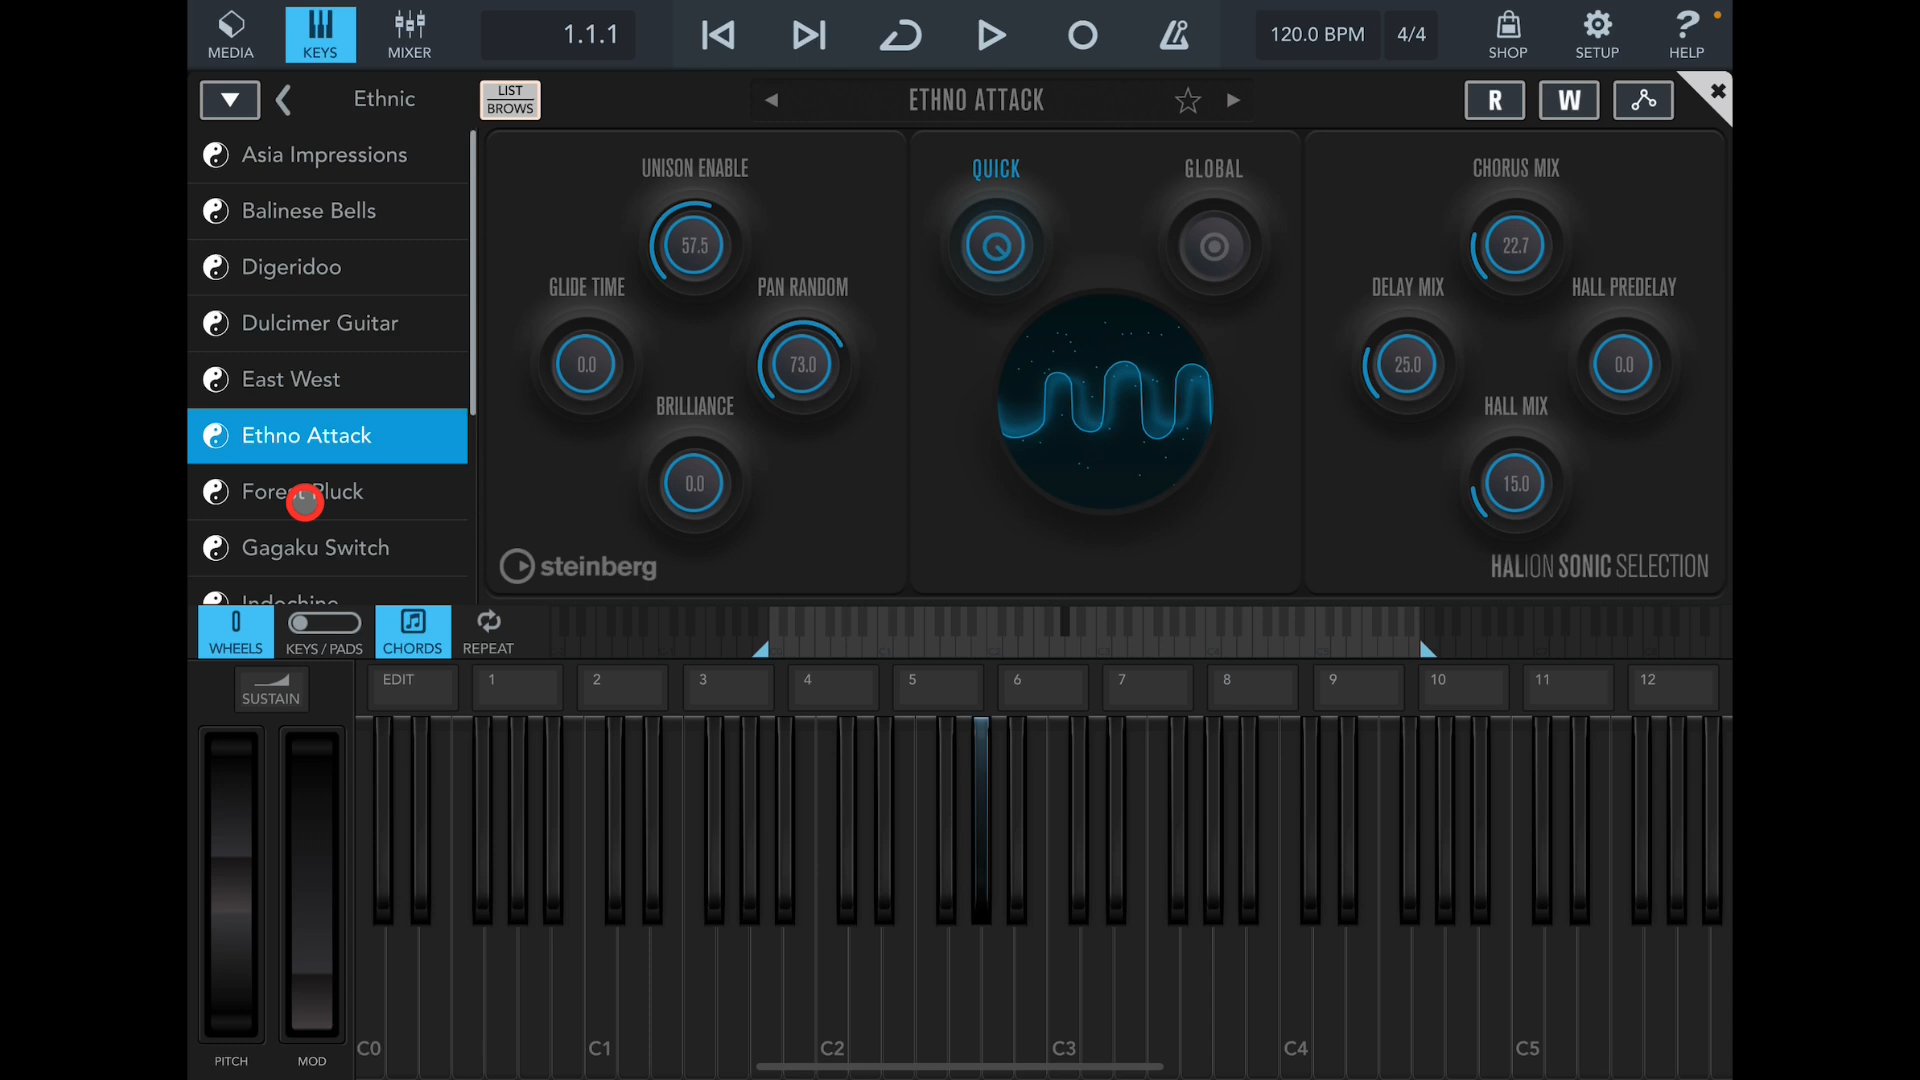 MEDIA
KEYS
MIXER
1.1.1
120.0 BPM
4/4
SHOP
SETUP
HELP
Ethnic
LIST
BROWS
ETHNO ATTACK
R
W
Asia Impressions
Balinese Bells
Digeridoo
Dulcimer Guitar
East West
Ethno Attack
Forest Pluck
Gagaku Switch
Indochine
UNISON ENABLE
57.5
GLIDE TIME
0.0
PAN RANDOM
73.0
BRILLIANCE
0.0
steinberg
QUICK
GLOBAL
CHORUS MIX
22.7
DELAY MIX
25.0
HALL PREDELAY
0.0
HALL MIX
15.0
HALION SONIC SELECTION
WHEELS
KEYS / PADS
CHORDS
REPEAT
SUSTAIN
EDIT
1
2
3
4
5
6
7
8
9
10
11
12
C0
C1
C2
C3
C4
C5
PITCH
MOD